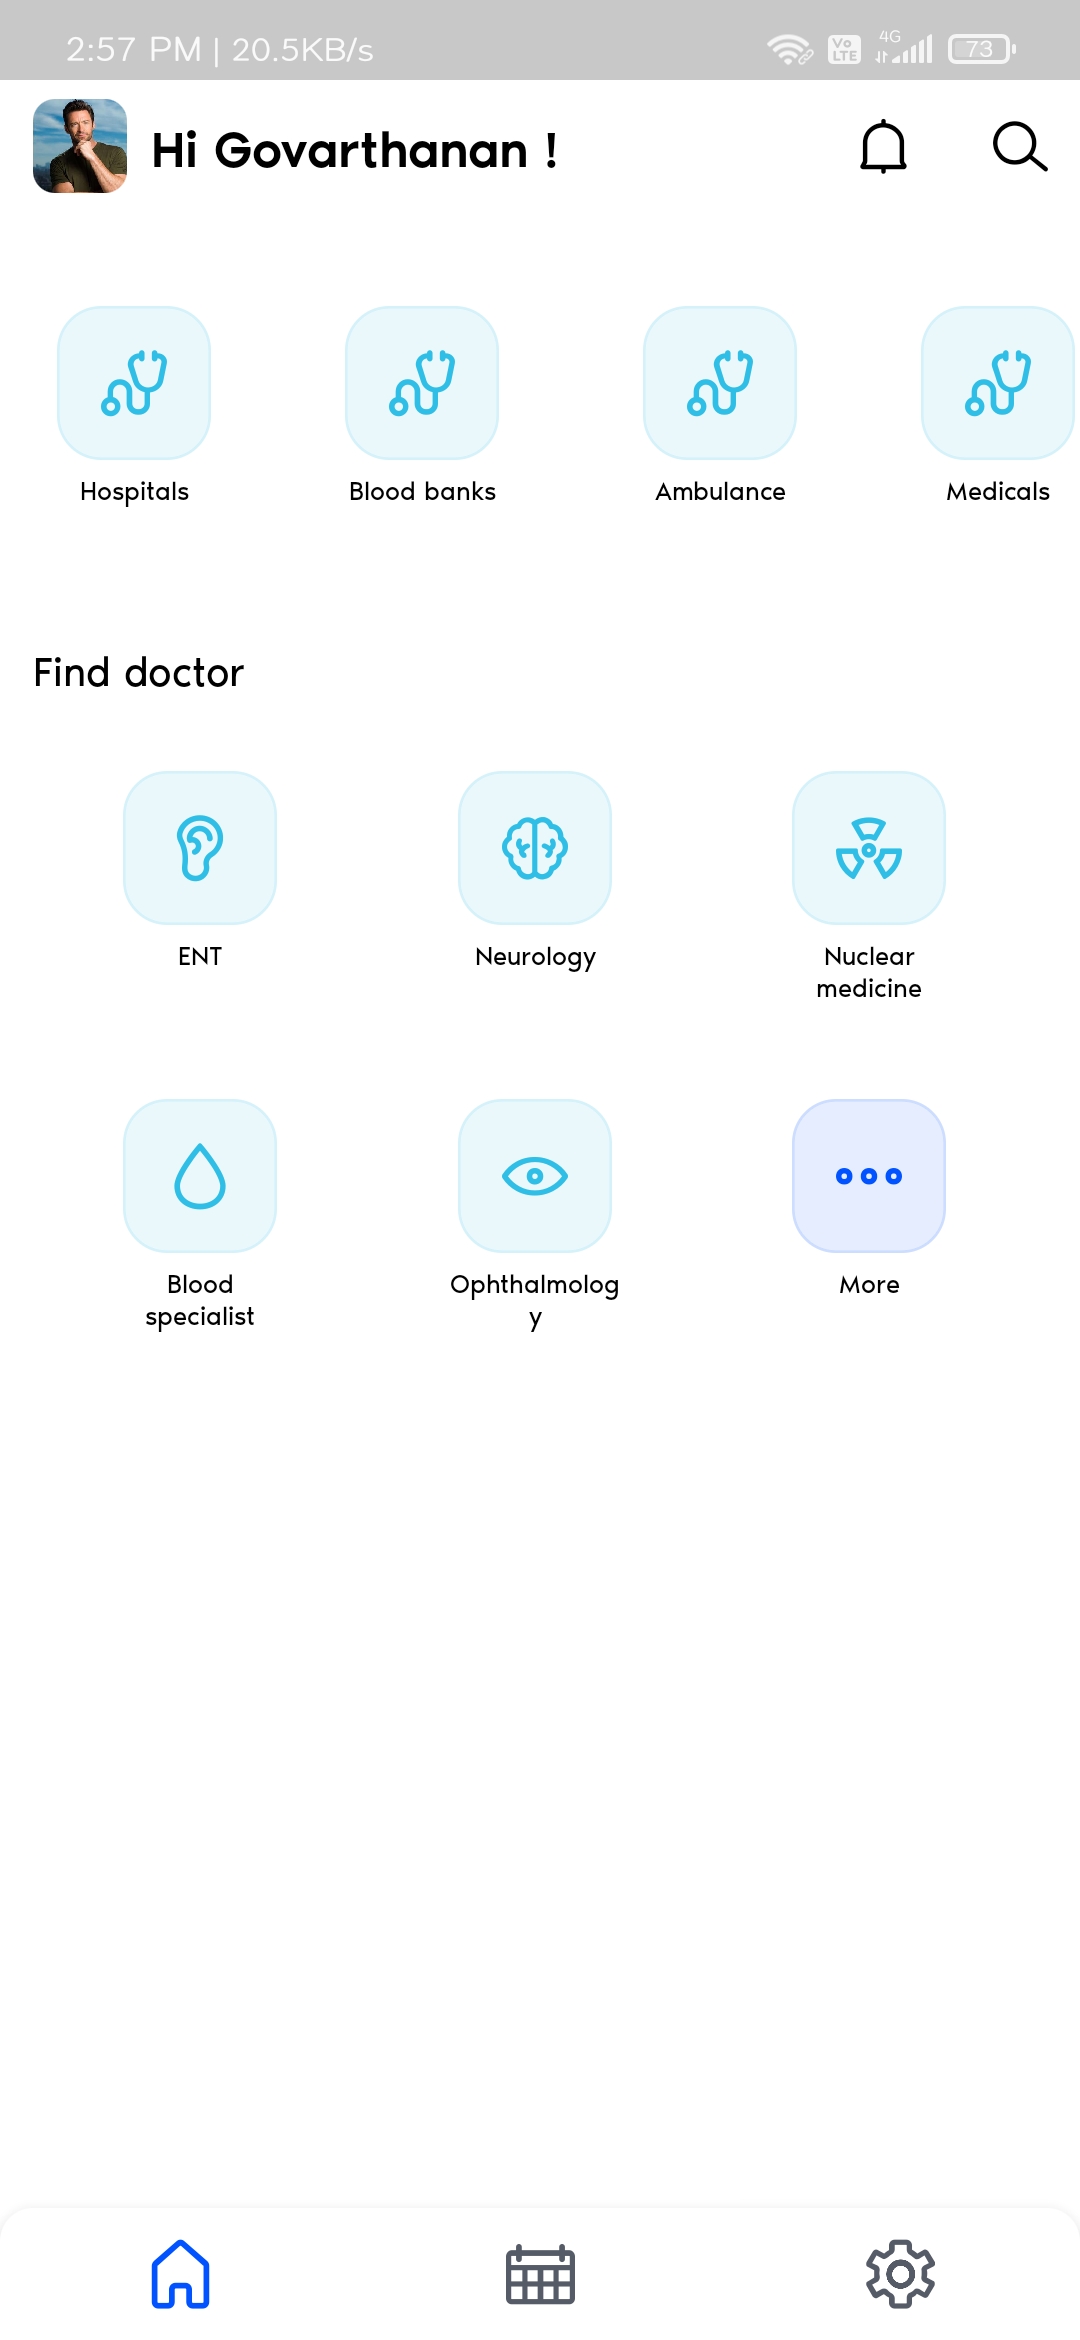 2:57 PM | 20.5KB/s Vo LTE 4G 73
Hi Govarthanan !
Hospitals Blood banks Ambulance Medicals
Find doctor
ENT Neurology Nuclear
medicine
Blood Ophthalmolog More
specialist y